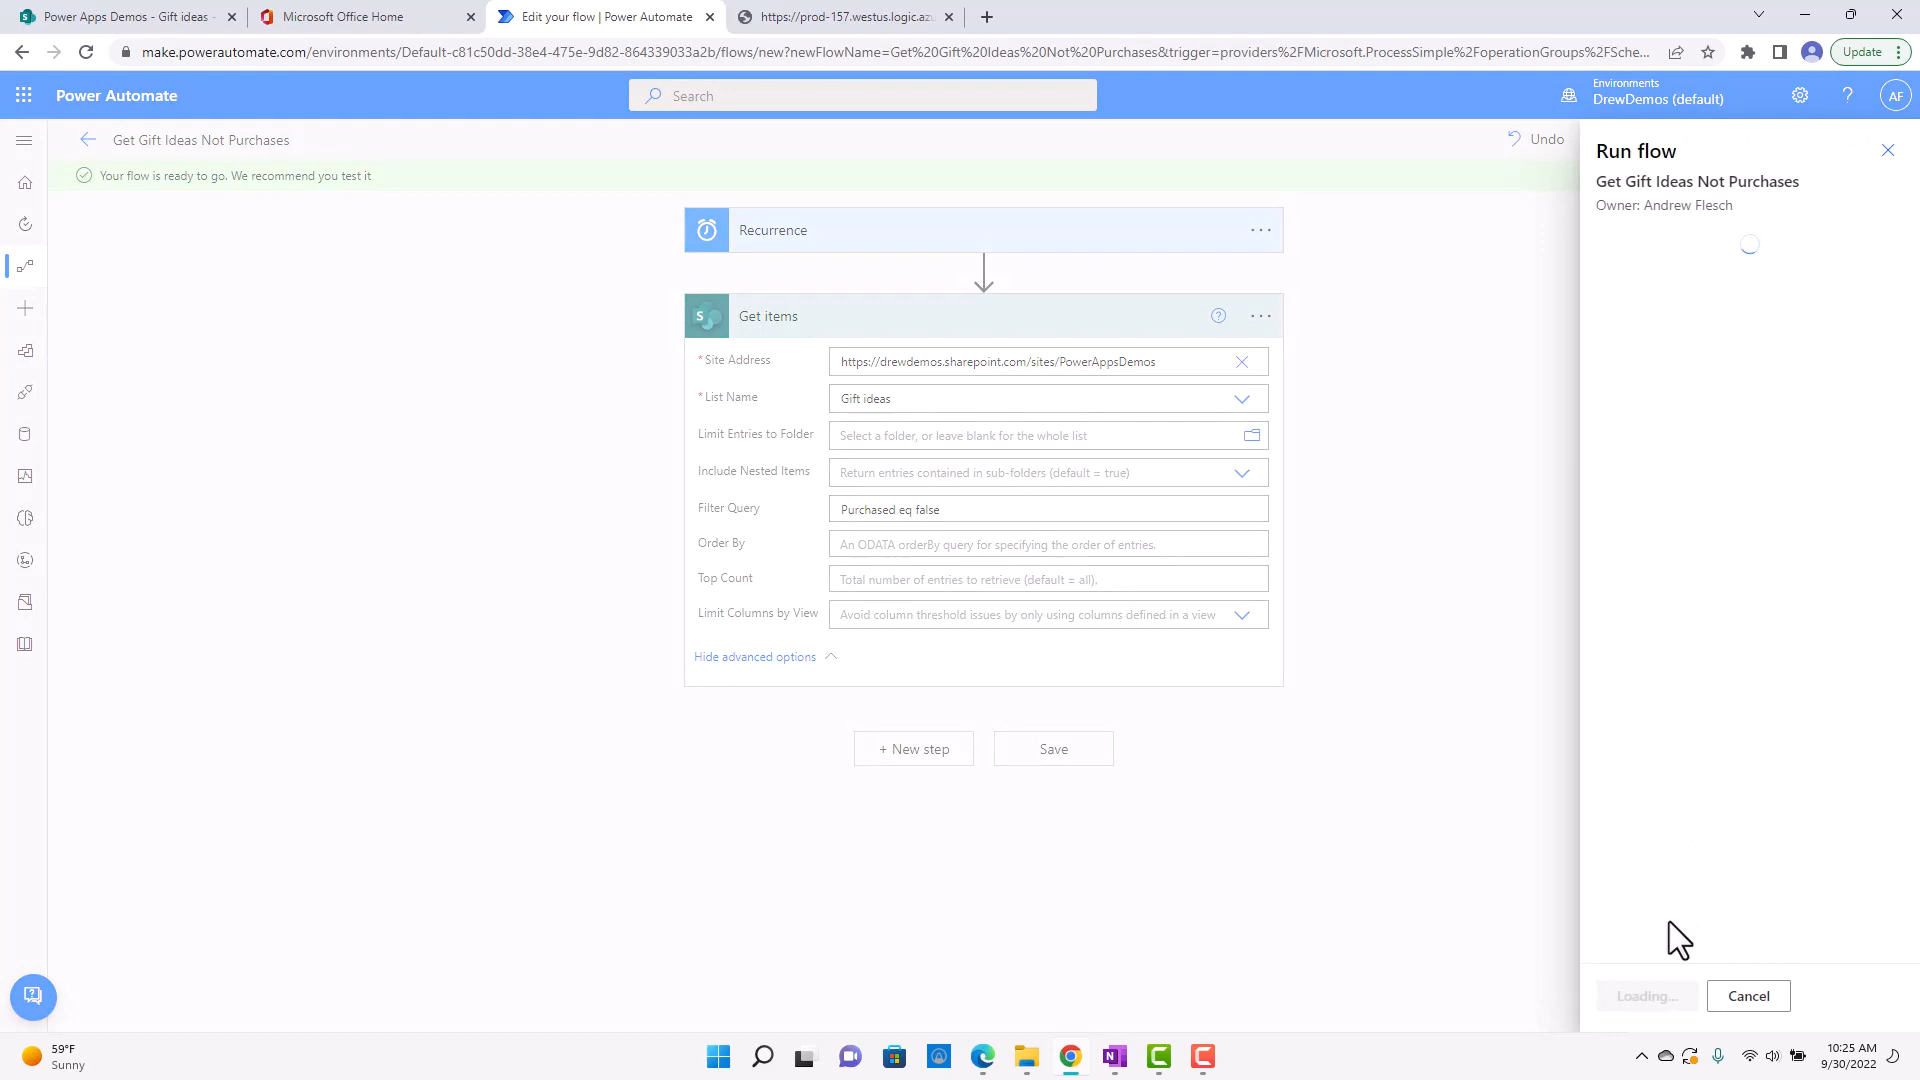 Power Apps Demos - Gift ideas -
Microsoft Office Home
Edit your flow | Power Automate
https://prod-157.westus.logic.azu
make.powerautomate.com/environments/Default-c81c50dd-38e4-475e-9d82-864339033a2b/flows/new?newFlowName=Get%20Gift%20Ideas%20Not%20Purchases&trigger=providers%2FMicrosoft.ProcessSimple%2FoperationGroups%2FSche...
Update
Power Automate
Search
Environments
DrewDemos (default)
?
AF
Get Gift Ideas Not Purchases
Undo
Your flow is ready to go. We recommend you test it
Run flow
Get Gift Ideas Not Purchases
Owner: Andrew Flesch
Recurrence
S
Get items
?
* Site Address
https://drewdemos.sharepoint.com/sites/PowerAppsDemos
* List Name
Gift ideas
Limit Entries to Folder
Select a folder, or leave blank for the whole list
Include Nested Items
Return entries contained in sub-folders (default = true)
Filter Query
Purchased eq false
Order By
An ODATA orderBy query for specifying the order of entries.
Top Count
Total number of entries to retrieve (default = all).
Limit Columns by View
Avoid column threshold issues by only using columns defined in a view
Hide advanced options
+ New step
Save
Loading...
Cancel
59°F
Sunny
10:25 AM
9/30/2022